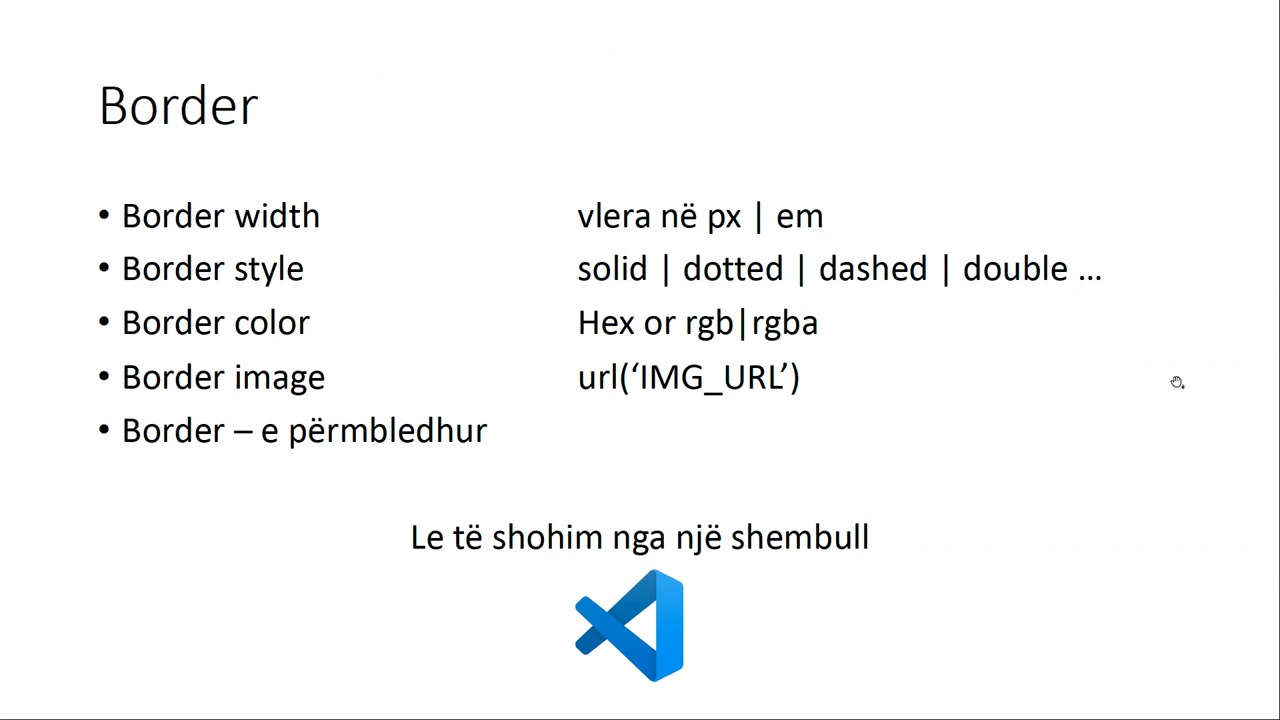 Border
• Border width vlera në px | em
• Border style solid | dotted | dashed | double ...
• Border color Hex or rgb|rgba
• Border image url(‘IMG_URL’)
• Border – e përmbledhur
Le të shohim nga një shembull